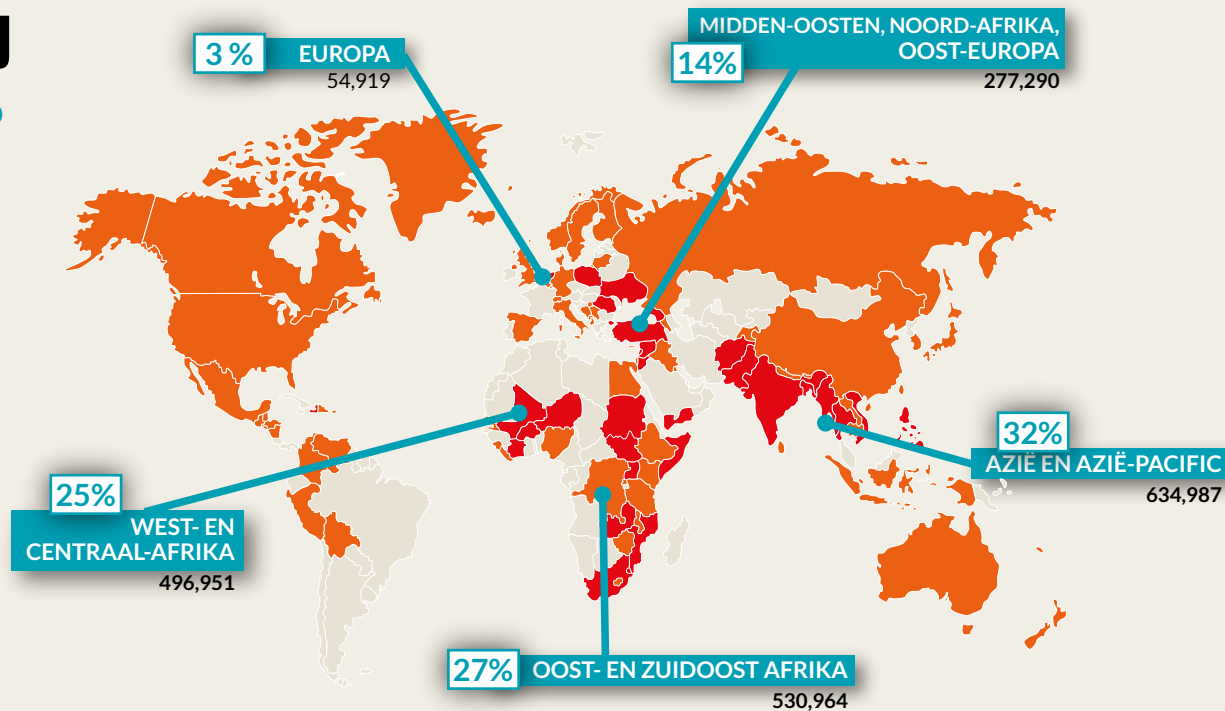 3 %
EUROPA
54,919
MIDDEN-OOSTEN, NOORD-AFRIKA,
OOST-EUROPA
14%
277,290
32%
AZIË EN AZIË-PACIFIC
634,987
25%
WEST- EN
CENTRAAL-AFRIKA
496,951
27%
OOST- EN ZUIDOOST AFRIKA
530,964